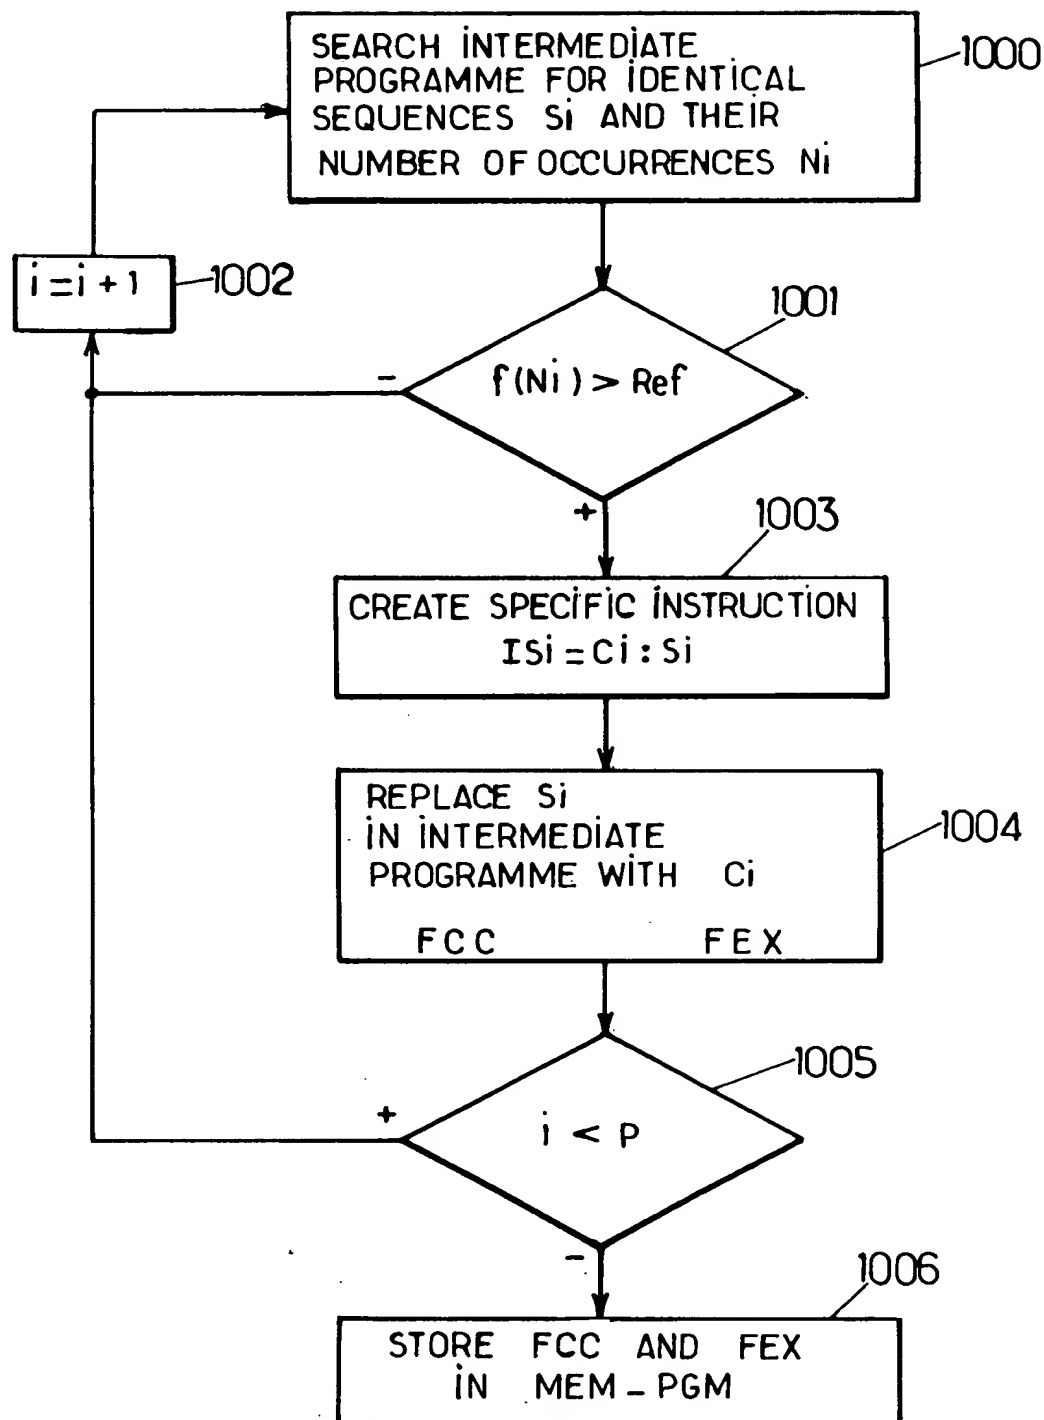 SEARCH INTERMEDIATE
PROGRAMME FOR IDENTICAL
SEQUENCES Si AND THEIR
NUMBER OF OCCURRENCES Ni
1000
i = i + 1
1002
1001
f(Ni) > Ref
-
+
1003
CREATE SPECIFIC INSTRUCTION
ISi = Ci : Si
REPLACE Si
IN INTERMEDIATE
PROGRAMME WITH Ci
FCC FEX
1004
1005
+
i < P
-
1006
STORE FCC AND FEX
IN MEM - PGM